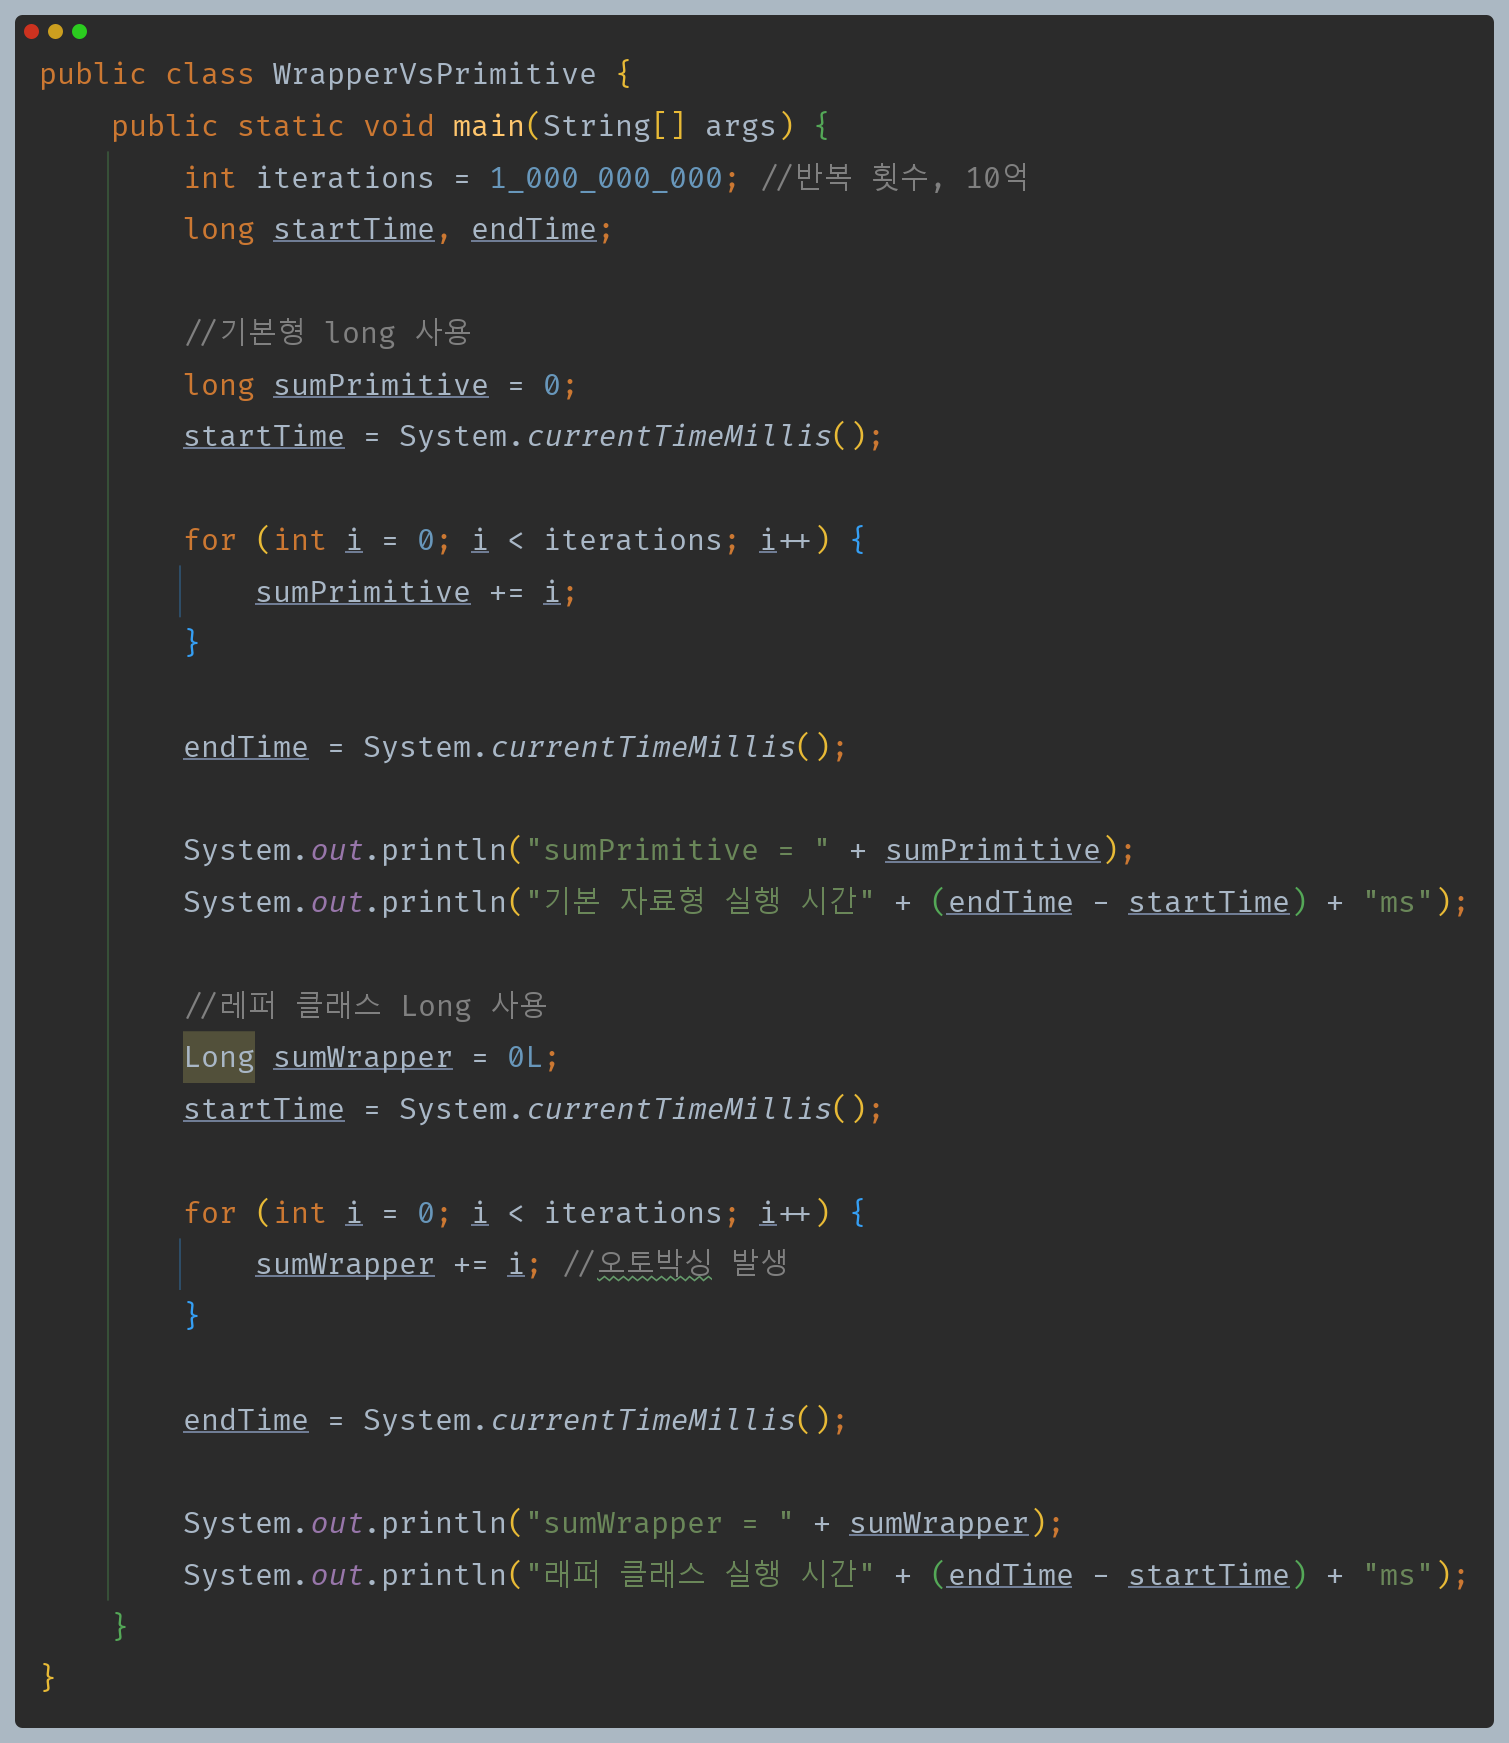 public class WrapperVsPrimitive {
    public static void main(String[] args) {
        int iterations = 1_000_000_000; //반복 횟수, 10억
        long startTime, endTime;

        //기본형 long 사용
        long sumPrimitive = 0;
        startTime = System.currentTimeMillis();

        for (int i = 0; i < iterations; i++) {
            sumPrimitive += i;
        }

        endTime = System.currentTimeMillis();

        System.out.println("sumPrimitive = " + sumPrimitive);
        System.out.println("기본 자료형 실행 시간" + (endTime - startTime) + "ms");

        //레퍼 클래스 Long 사용
        Long sumWrapper = 0L;
        startTime = System.currentTimeMillis();

        for (int i = 0; i < iterations; i++) {
            sumWrapper += i; //오토박싱 발생
        }

        endTime = System.currentTimeMillis();

        System.out.println("sumWrapper = " + sumWrapper);
        System.out.println("래퍼 클래스 실행 시간" + (endTime - startTime) + "ms");
    }
}